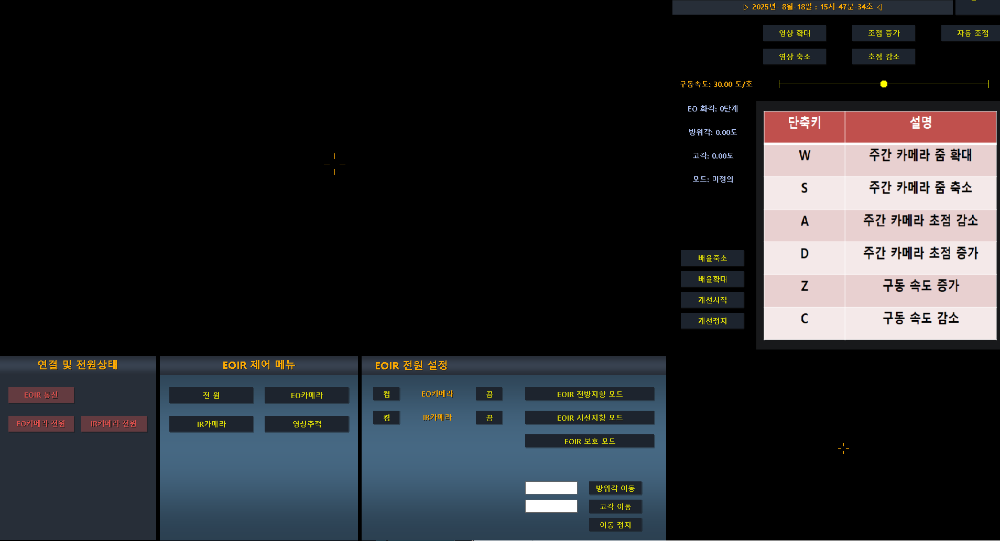 ▷ 2025년- 8월-18일 : 15시-47분-34초 ◁
영상 확대
초점 증가
자동 초점
영상 축소
초점 감소
구동속도: 30.00 도/초
EO 화각: 0단계
방위각: 0.00도
고각: 0.00도
모드: 미정의
단축키 설명
W 주간 카메라 줌 확대
S 주간 카메라 줌 축소
A 주간 카메라 초점 감소
D 주간 카메라 초점 증가
Z 구동 속도 증가
C 구동 속도 감소
배율축소
배율확대
개선시작
개선정지
연결 및 전원상태
EOIR 통신
EO카메라 전원
IR카메라 전원
EOIR 제어 메뉴
전 원
EO카메라
IR카메라
영상추적
EOIR 전원 설정
켬 EO카메라 끔
EOIR 전방지향 모드
켬 IR카메라 끔
EOIR 시선지향 모드
EOIR 보호 모드
방위각 이동
고각 이동
이동 정지